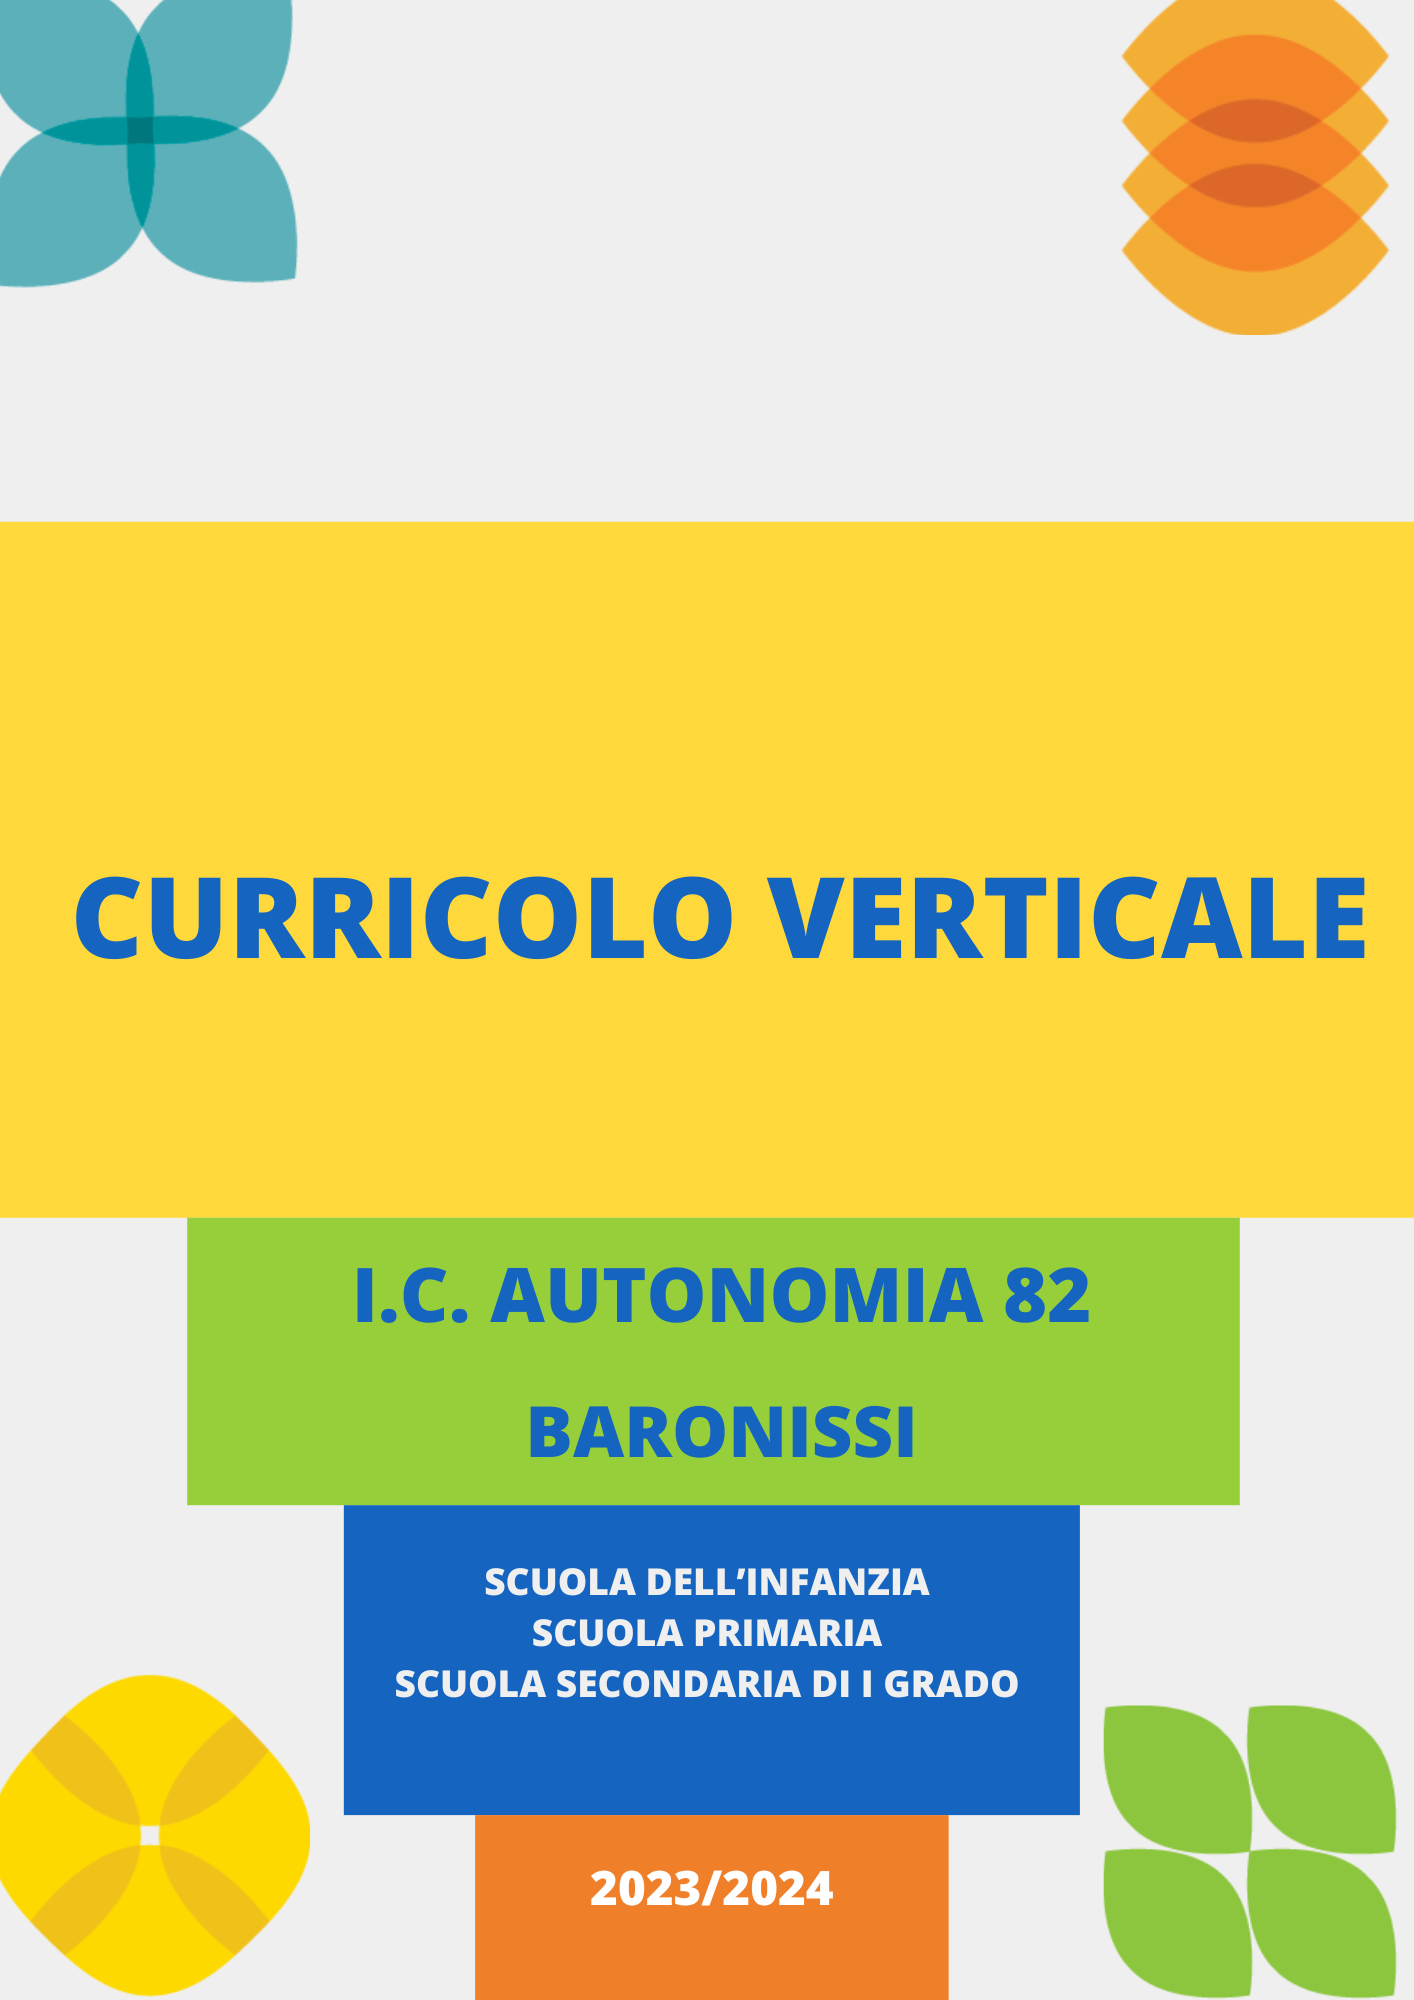 CURRICOLO VERTICALE
I.C. AUTONOMIA 82
BARONISSI
SCUOLA DELL’INFANZIA
SCUOLA PRIMARIA
SCUOLA SECONDARIA DI I GRADO
2023/2024